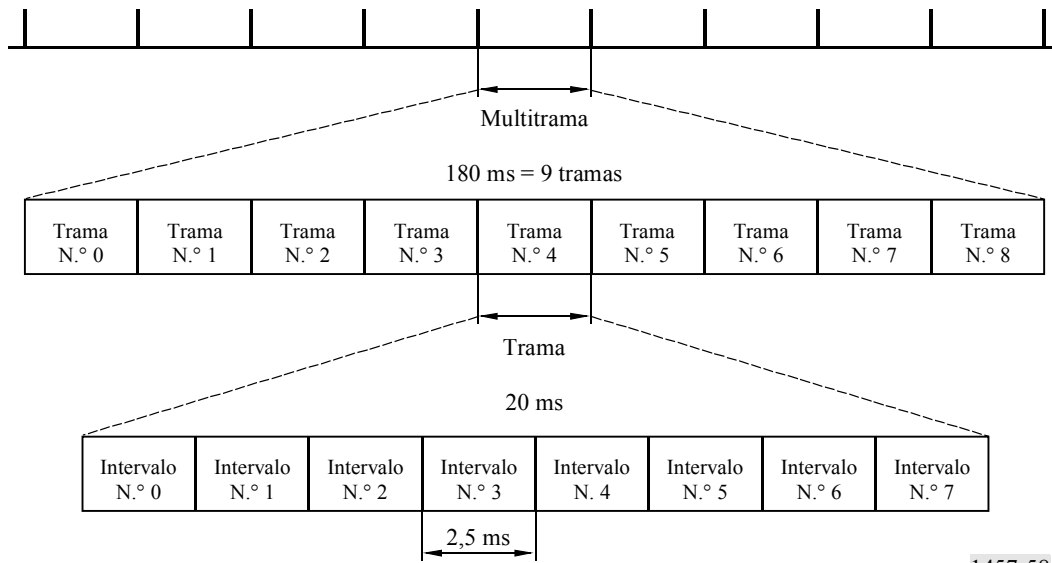 Multitrama
180 ms = 9 tramas
Trama N.° 0
Trama N.° 1
Trama N.° 2
Trama N.° 3
Trama N.° 4
Trama N.° 5
Trama N.° 6
Trama N.° 7
Trama N.° 8
Trama
20 ms
Intervalo N.° 0
Intervalo N.° 1
Intervalo N.° 2
Intervalo N.° 3
Intervalo N. 4
Intervalo N.° 5
Intervalo N.° 6
Intervalo N.° 7
2,5 ms